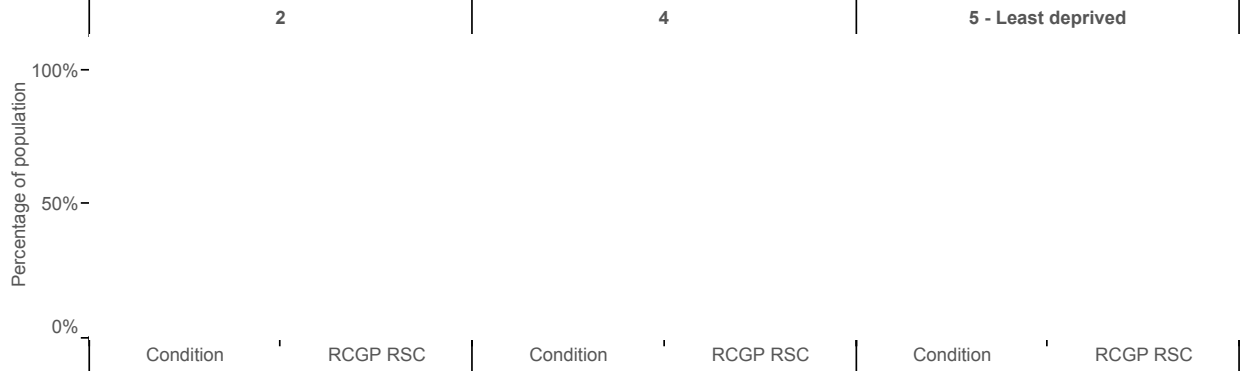 2 4 5 - Least deprived
Percentage of population
100%
50%
0%
Condition RCGP RSC Condition RCGP RSC Condition RCGP RSC